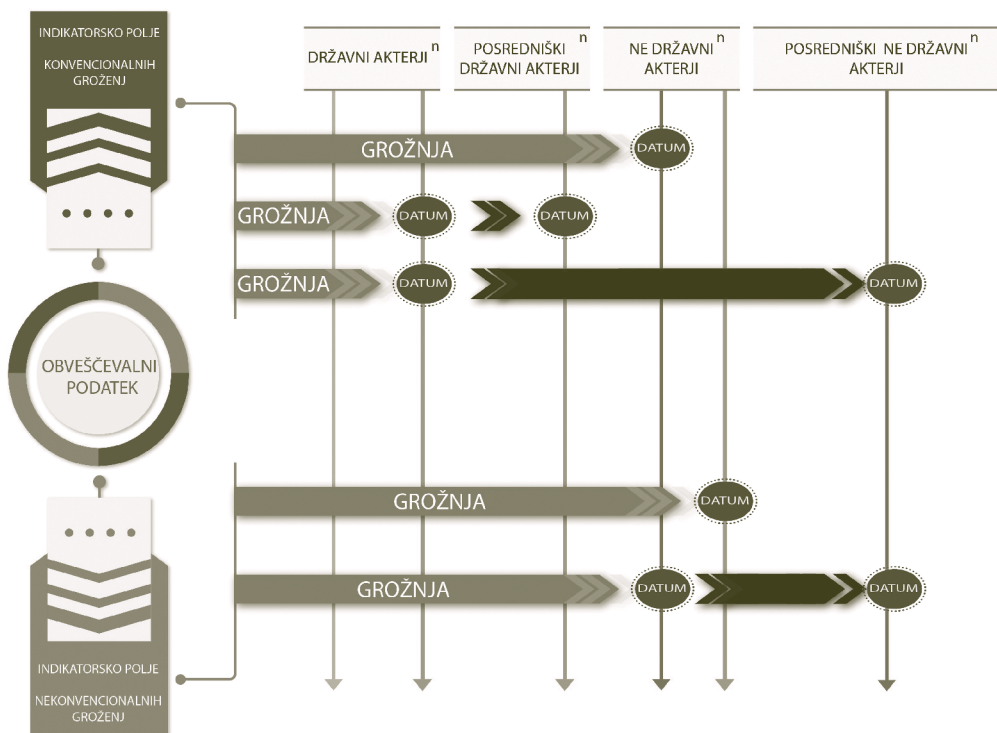 INDIKATORSKO POLJE
KONVENCIONALNIH
GROŽENJ
DRŽAVNI AKTERJI n
POSREDNIŠKI n
DRŽAVNI AKTERJI
NE DRŽAVNI n
AKTERJI
POSREDNIŠKI NE DRŽAVNI n
AKTERJI
GROŽNJA
DATUM
GROŽNJA
DATUM
DATUM
GROŽNJA
DATUM
DATUM
OBVEŠČEVALNI
PODATEK
GROŽNJA
DATUM
GROŽNJA
DATUM
DATUM
INDIKATORSKO POLJE
NEKONVENCIONALNIH
GROŽENJ